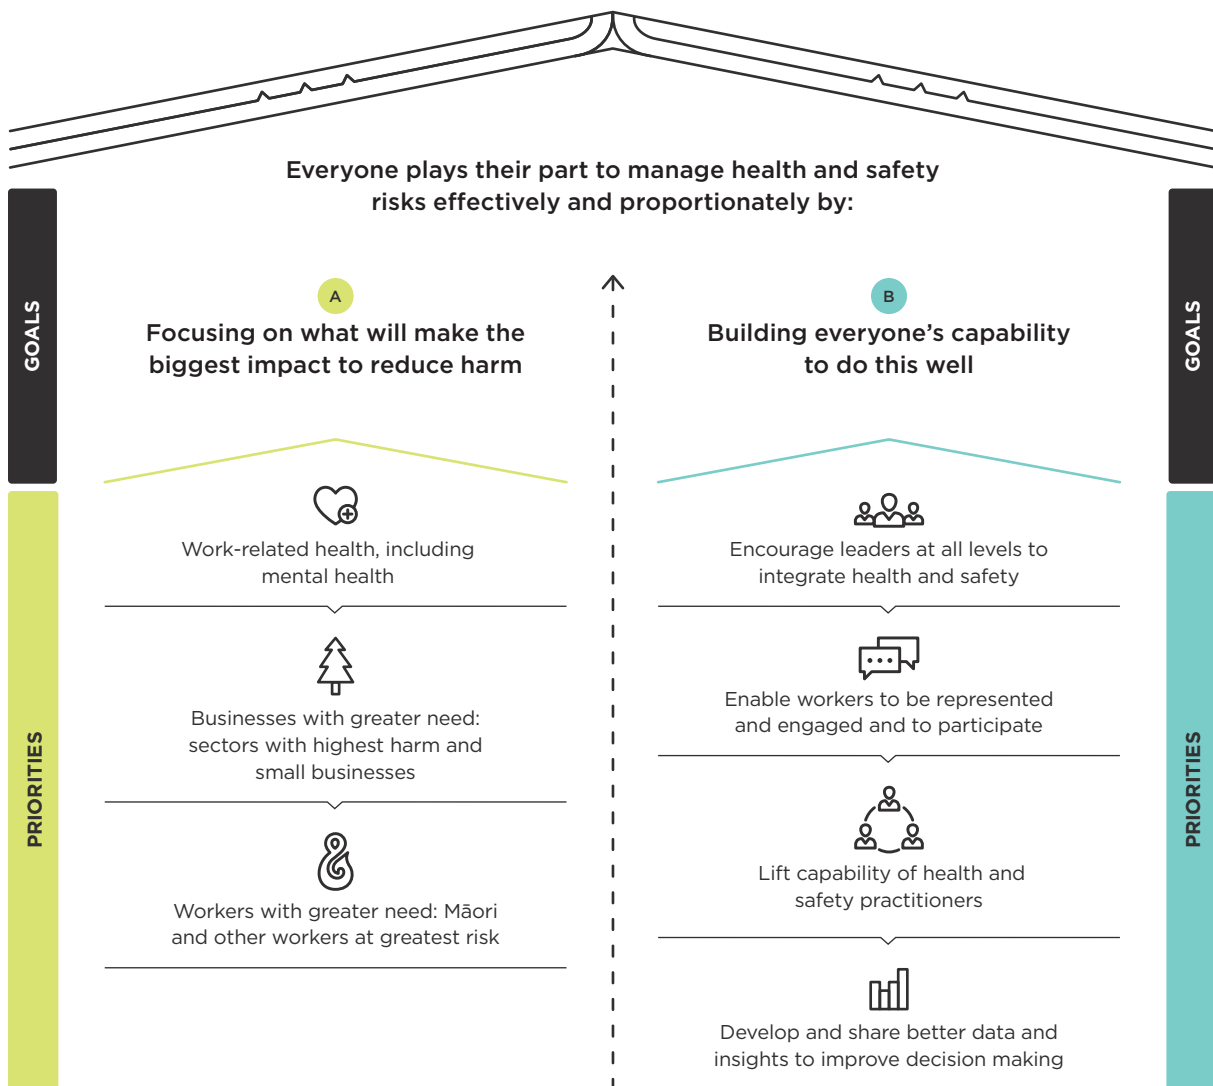 Everyone plays their part to manage health and safety
risks effectively and proportionately by:
GOALS
GOALS
A
Focusing on what will make the
biggest impact to reduce harm
B
Building everyone’s capability
to do this well
PRIORITIES
PRIORITIES
Work-related health, including
mental health
Businesses with greater need:
sectors with highest harm and
small businesses
Workers with greater need: Māori
and other workers at greatest risk
Encourage leaders at all levels to
integrate health and safety
Enable workers to be represented
and engaged and to participate
Lift capability of health and
safety practitioners
Develop and share better data and
insights to improve decision making